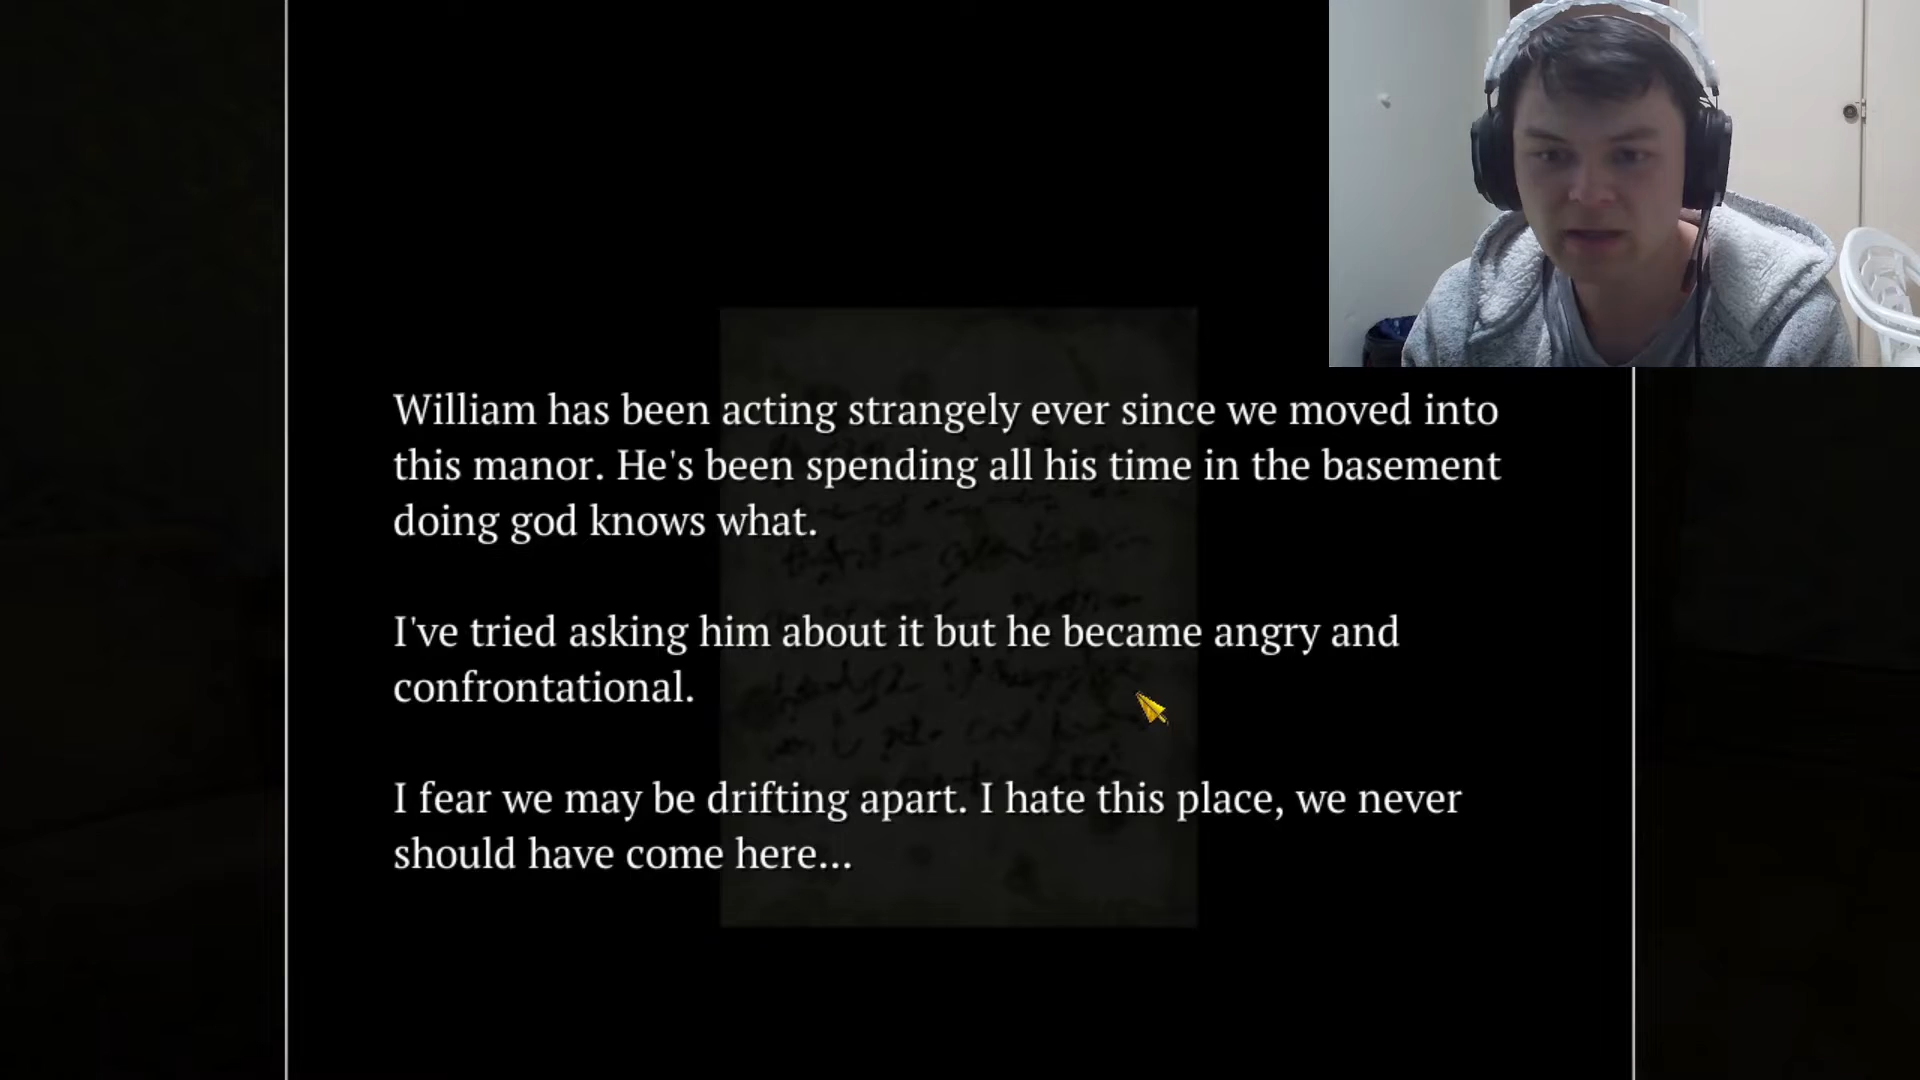 William has been acting strangely ever since we moved into
this manor. He's been spending all his time in the basement
doing god knows what.
I've tried asking him about it but he became angry and
confrontational.
I fear we may be drifting apart. I hate this place, we never
should have come here...